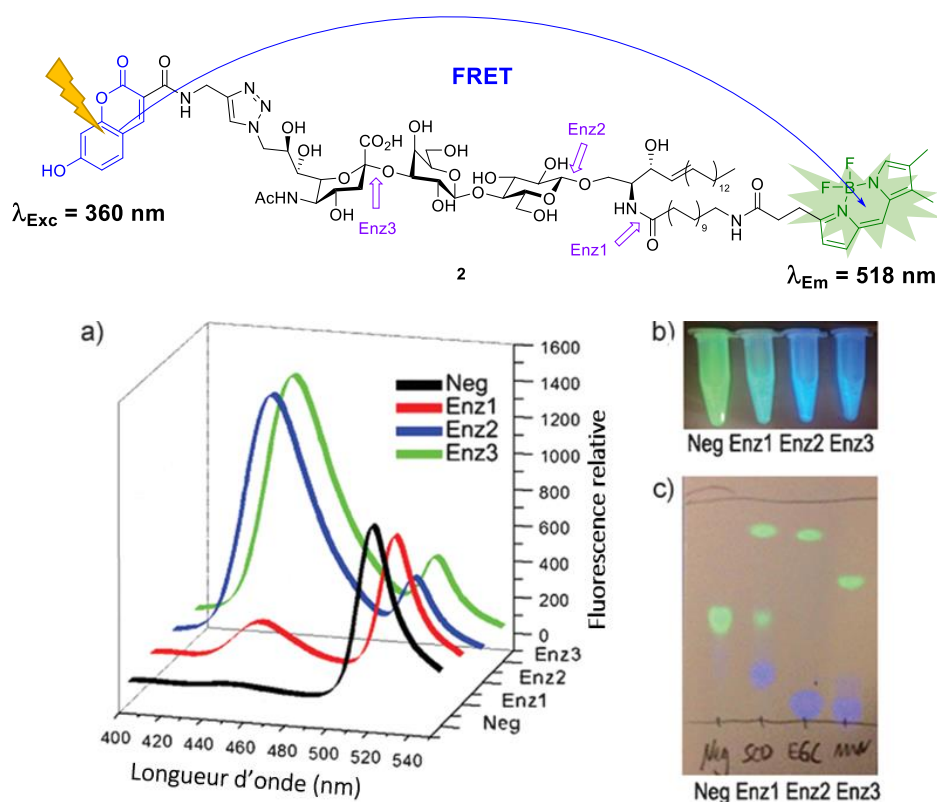 FRET
O
O
O
N
H
N
N
N
OH
HO
OH
CO₂H
OH
OH
Enz2
HO
OH
O
AcHN
OH
Enz3
O
OH
HO
O
HO
OH
O
O
OH
12
HN
O
9
N
H
O
Enz1
F
F
B
N
N
λExc = 360 nm
2
λEm = 518 nm
a)
Neg
Enz1
Enz2
Enz3
1600
1400
1200
1000
800
600
400
200
0
Fluorescence relative
Enz3
Enz2
Enz1
Neg
400 420 440 460 480 500 520 540
Longueur d'onde (nm)
b)
Neg Enz1 Enz2 Enz3
c)
Neg SCD EGC
Neg Enz1 Enz2 Enz3